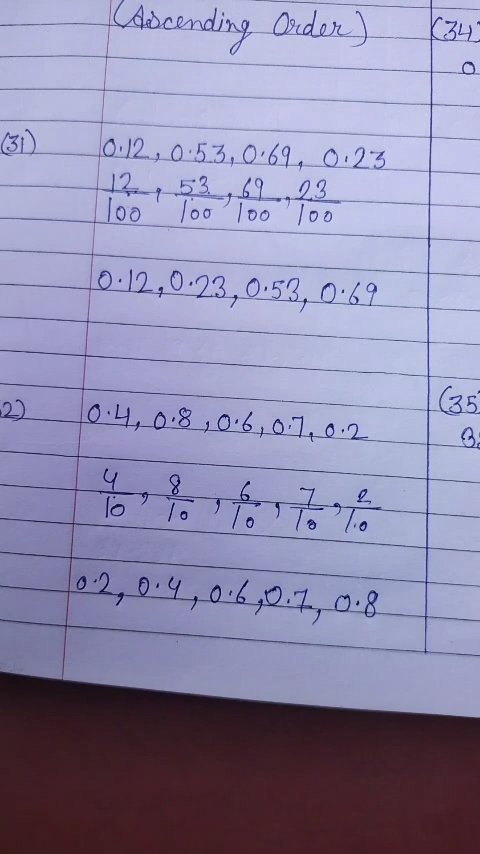 (Ascending Order)
(34)
0
(31) 0.12, 0.53, 0.69, 0.23
12/100, 53/100, 69/100, 23/100
0.12, 0.23, 0.53, 0.69
2) 0.4, 0.8, 0.6, 0.7, 0.2
(35)
4/10, 8/10, 6/10, 7/10, 2/10
0.2, 0.4, 0.6, 0.7, 0.8